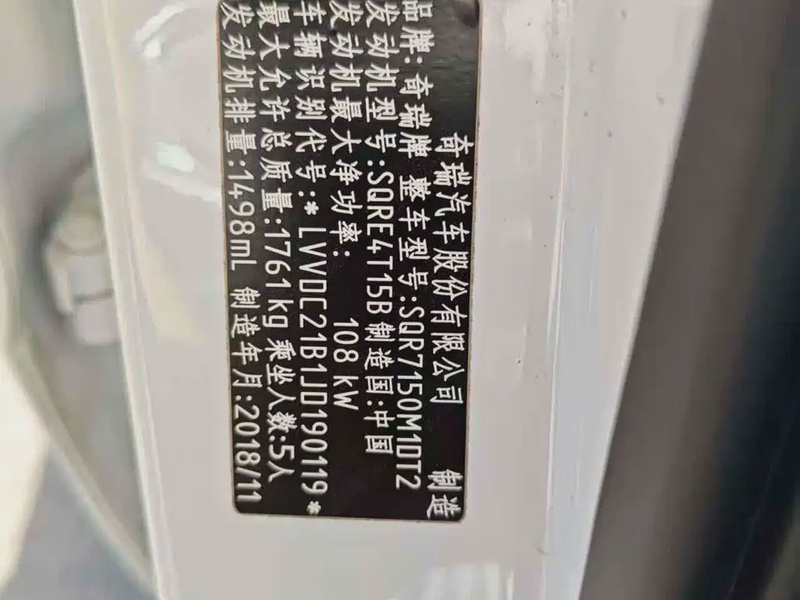 奇瑞汽车股份有限公司 制造
品牌:奇瑞牌 整车型号:SQR7150M1DT2
发动机型号:SQRE4T15B 制造国:中国
发动机最大净功率: 108 kW
车辆识别代号:*LVVDC21B1JD190119*
最大允许总质量:1761kg 乘坐人数:5人
发动机排量:1498mL 制造年月:2018/11